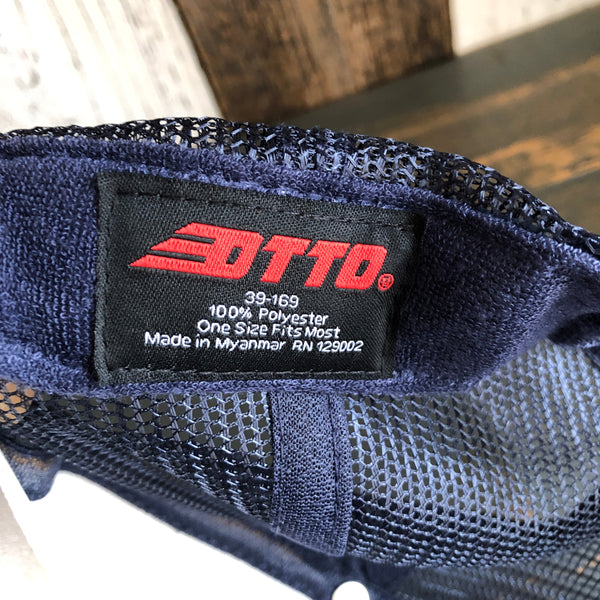 OTTO®
39-169
100% Polyester
One Size Fits Most
Made in Myanmar RN 129002